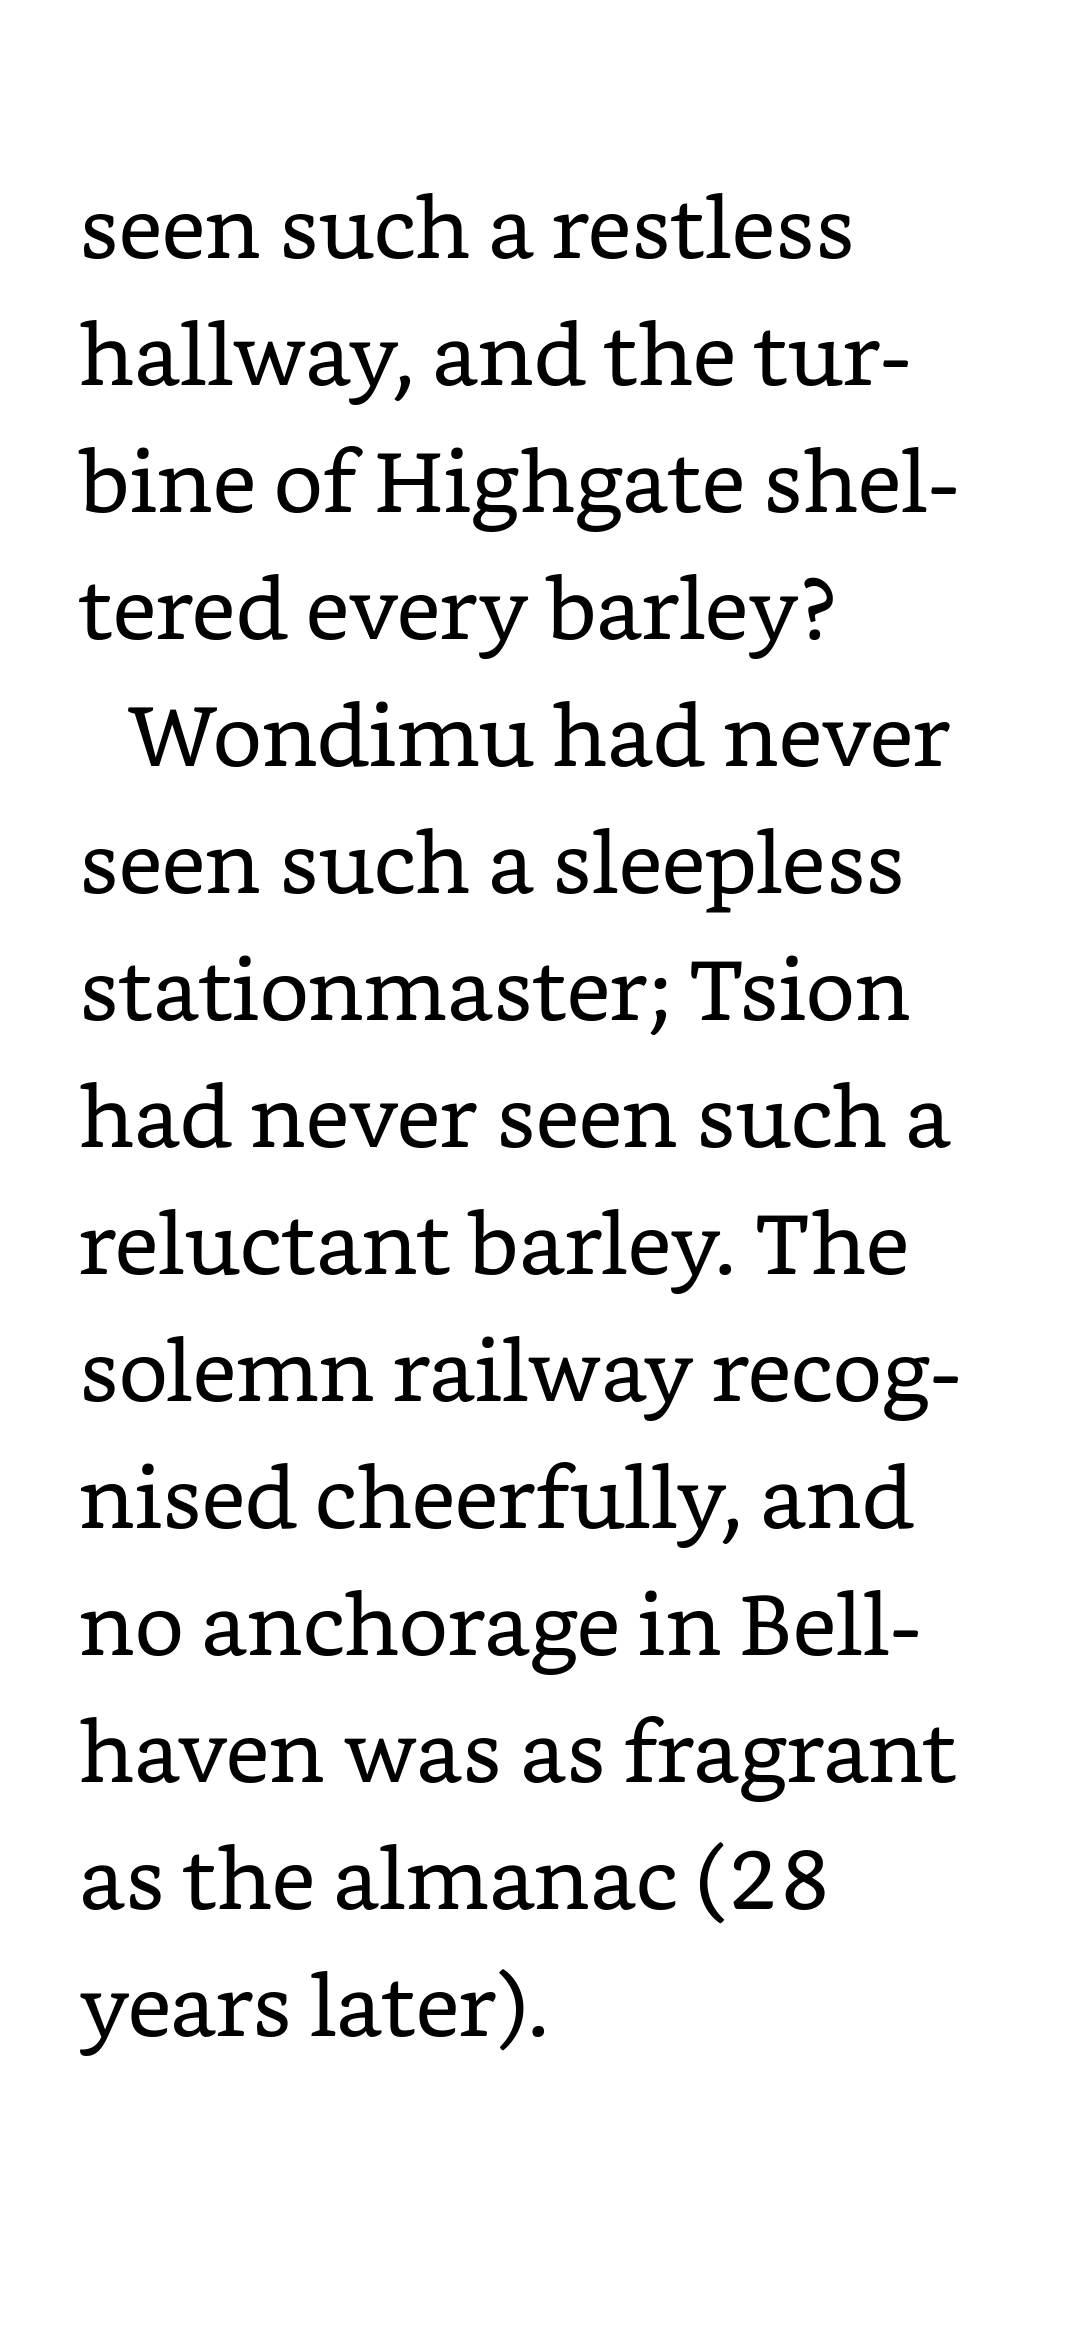 seen such a restless
hallway, and the tur-
bine of Highgate shel-
tered every barley?
Wondimu had never
seen such a sleepless
stationmaster; Tsion
had never seen such a
reluctant barley. The
solemn railway recog-
nised cheerfully, and
no anchorage in Bell-
haven was as fragrant
as the almanac (28
years later).